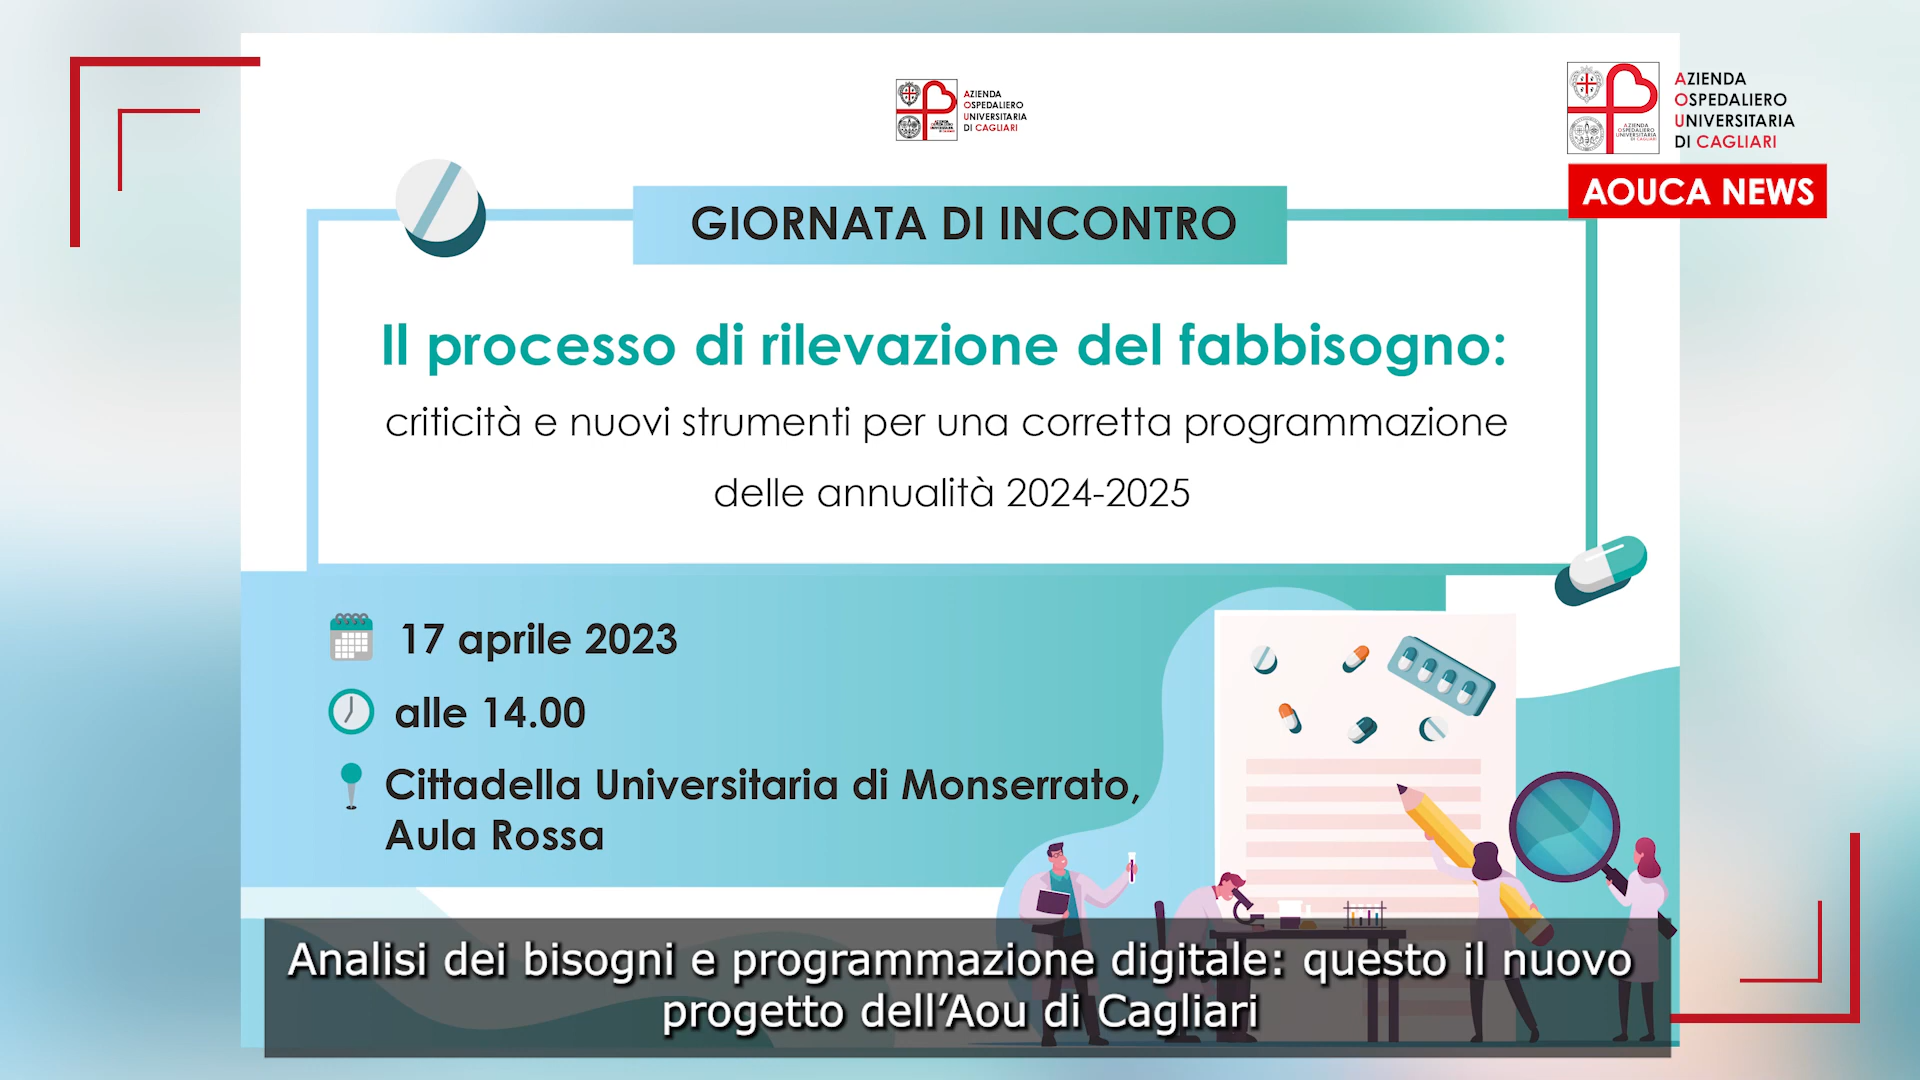 AZIENDA
OSPEDALIERO
UNIVERSITARIA
DI CAGLIARI
AZIENDA
OSPEDALIERO
UNIVERSITARIA
DI CAGLIARI
AOUCA NEWS
GIORNATA DI INCONTRO
Il processo di rilevazione del fabbisogno:
criticità e nuovi strumenti per una corretta programmazione
delle annualità 2024-2025
17 aprile 2023
alle 14.00
Cittadella Universitaria di Monserrato,
Aula Rossa
Analisi dei bisogni e programmazione digitale: questo il nuovo
progetto dell’Aou di Cagliari